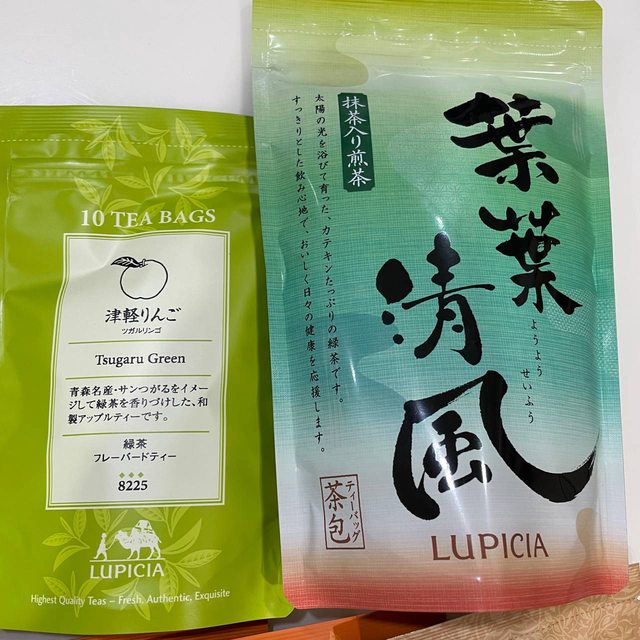 10 TEA BAGS
津軽りんご
ツガルリンゴ
Tsugaru Green
青森名産・サンつがるをイメー
ジして緑茶を香りづけした、和
製アップルティーです。
緑茶
フレーバードティー
8225
LUPICIA
Highest Quality Teas – Fresh, Authentic, Exquisite
葉葉
清風
ようよう
せいふう
抹茶入り煎茶
太陽の光を浴びて育った、カテキンたっぷりの緑茶です。
すっきりとした飲み心地で、おいしく日々の健康を応援します。
ティーバッグ
茶包
LUPICIA